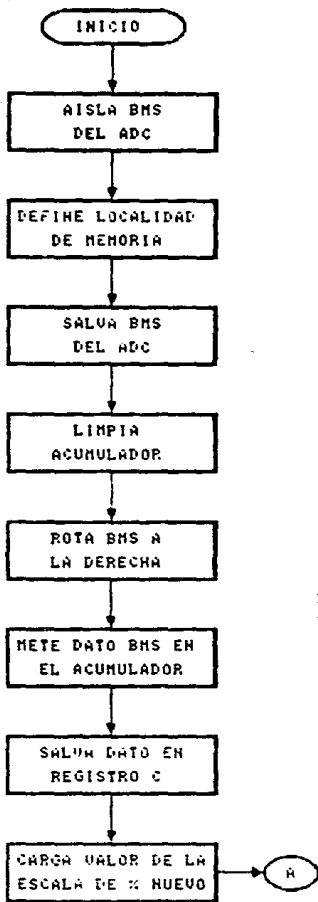 INICIO
AISLA BMS
DEL ADC
DEFINE LOCALIDAD
DE MEMORIA
SALVA BMS
DEL ADC
LIMPIA
ACUMULADOR
ROTA BMS A
LA DERECHA
METE DATO BMS EN
EL ACUMULADOR
SALVA DATO EN
REGISTRO C
CARGA VALOR DE LA
ESCALA DE % NUEVO
A